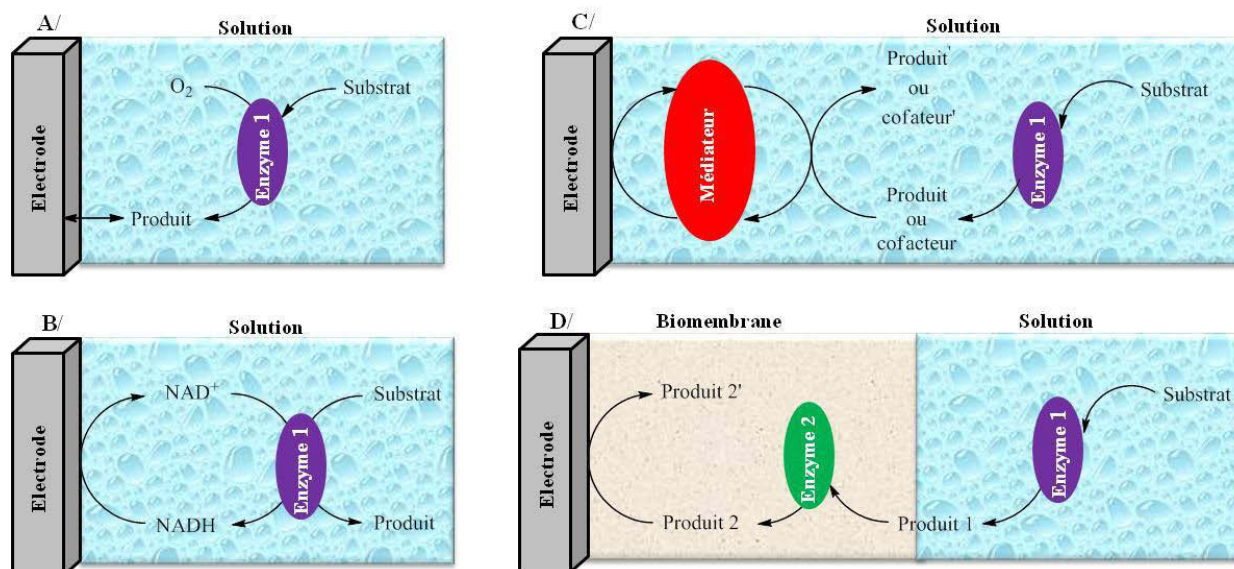 A/
Solution
Electrode
O₂
Substrat
Enzyme 1
Produit
B/
Solution
Electrode
NAD⁺
Substrat
Enzyme 1
NADH
Produit
C/
Solution
Electrode
Médiateur
Produit'
ou
cofateur'
Substrat
Enzyme 1
Produit
ou
cofacteur
D/
Biomembrane
Solution
Electrode
Produit 2'
Substrat
Enzyme 2
Enzyme 1
Produit 2
Produit 1